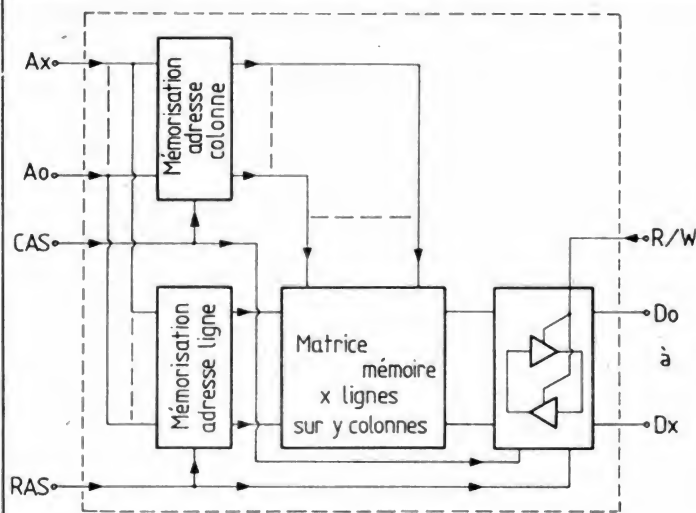 Ax
Mémorisation
adresse
colonne
Ao
CAS
R/W
Mémorisation
adresse ligne
Matrice
mémoire
x lignes
sur y colonnes
Do
à
Dx
RAS